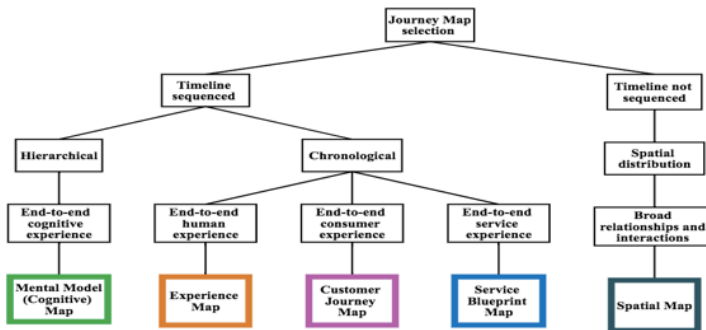 Journey Map
selection
Timeline
sequenced
Timeline not
sequenced
Hierarchical
Chronological
Spatial
distribution
End-to-end
cognitive
experience
End-to-end
human
experience
End-to-end
consumer
experience
End-to-end
service
experience
Broad
relationships and
interactions
Mental Model
(Cognitive)
Map
Experience
Map
Customer
Journey
Map
Service
Blueprint
Map
Spatial Map